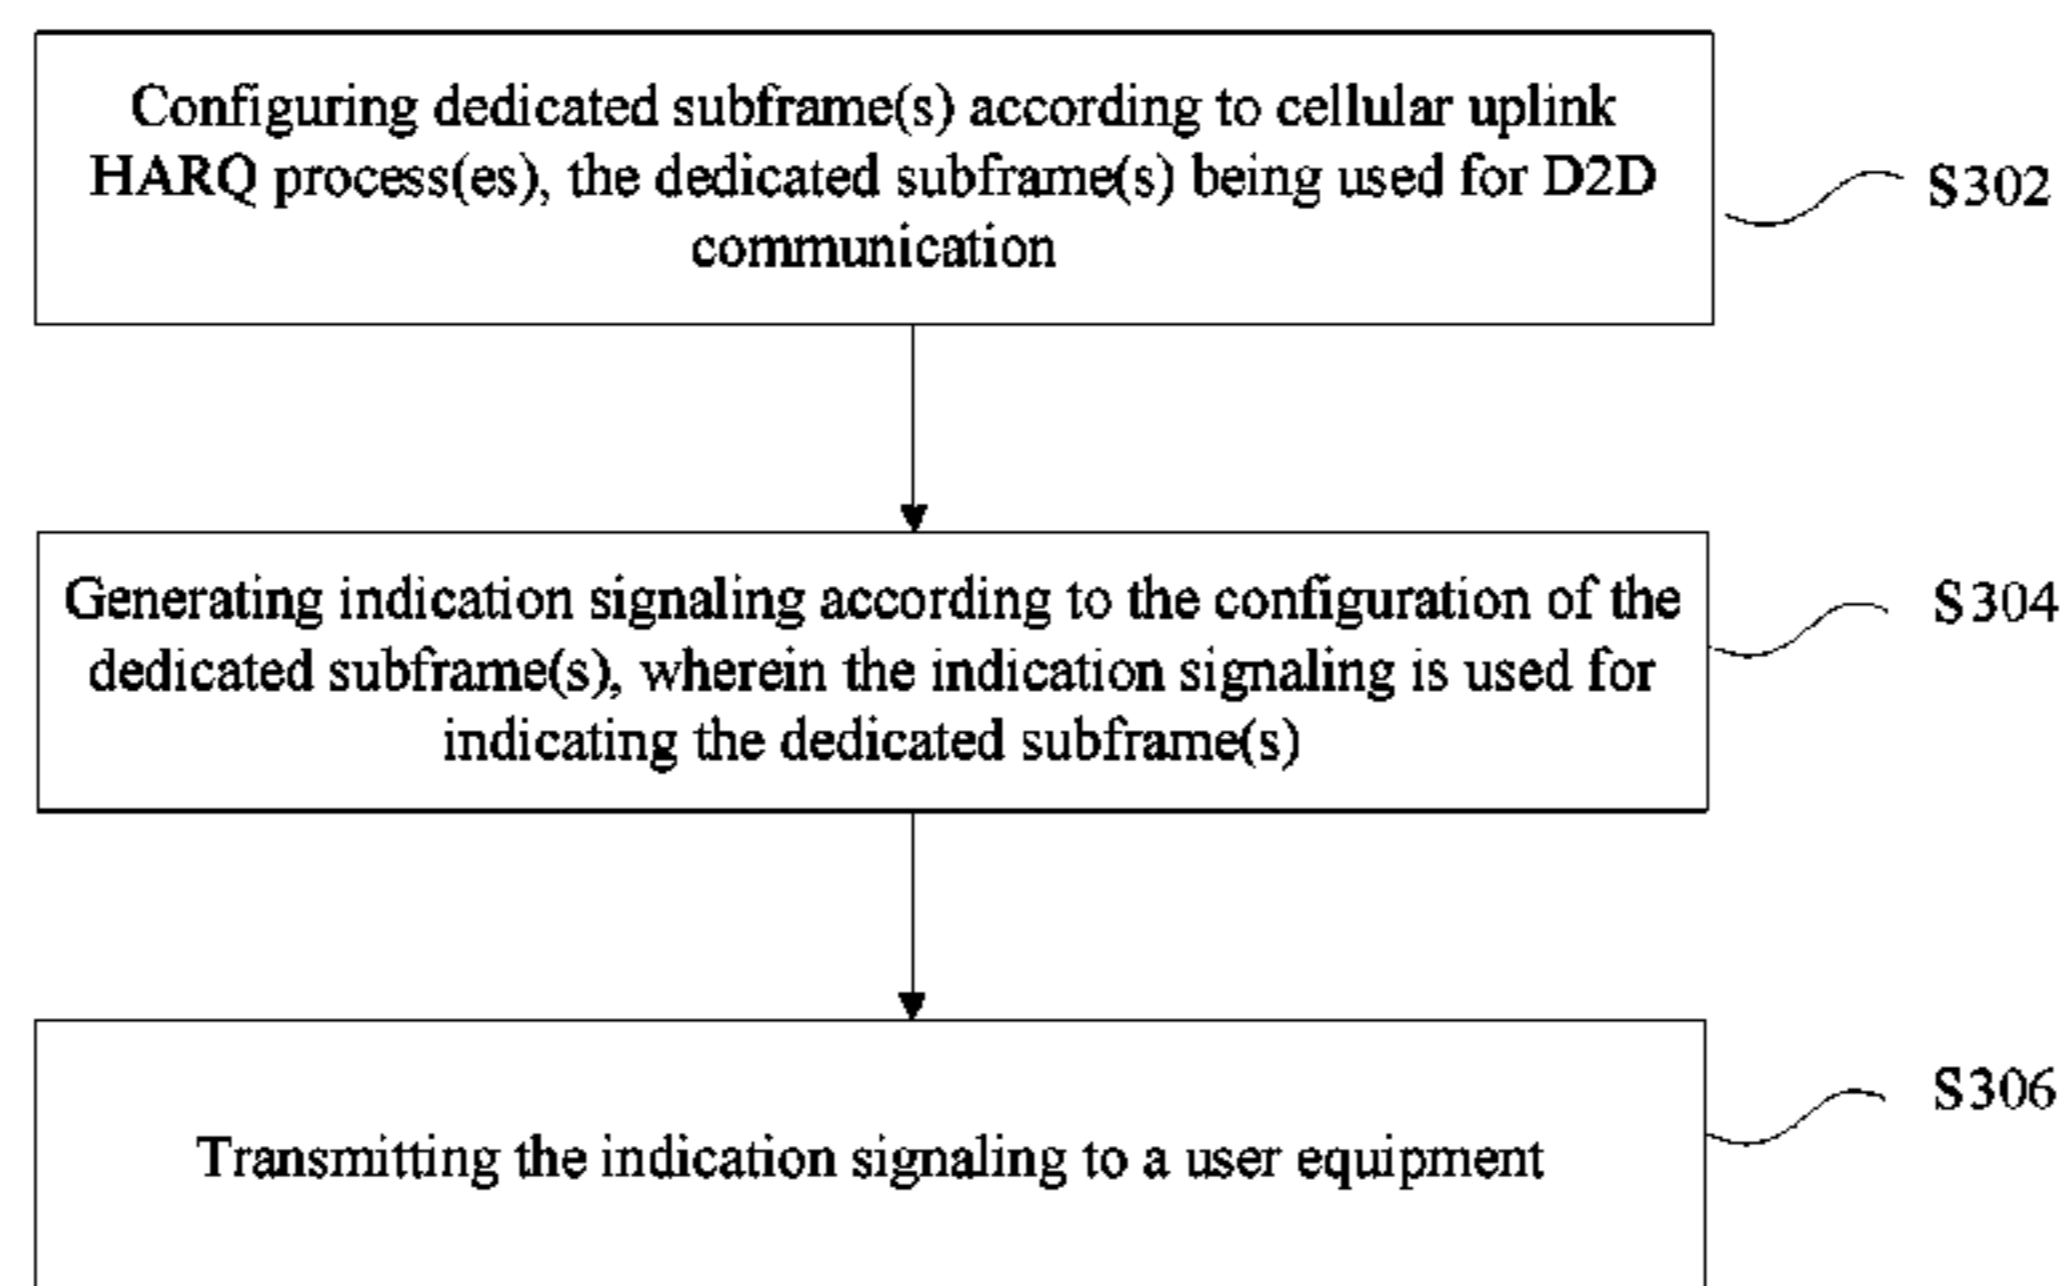 Configuring dedicated subframe(s) according to cellular uplink
HARQ process(es), the dedicated subframe(s) being used for D2D
communication
S302
Generating indication signaling according to the configuration of the
dedicated subframe(s), wherein the indication signaling is used for
indicating the dedicated subframe(s)
S304
Transmitting the indication signaling to a user equipment
S306